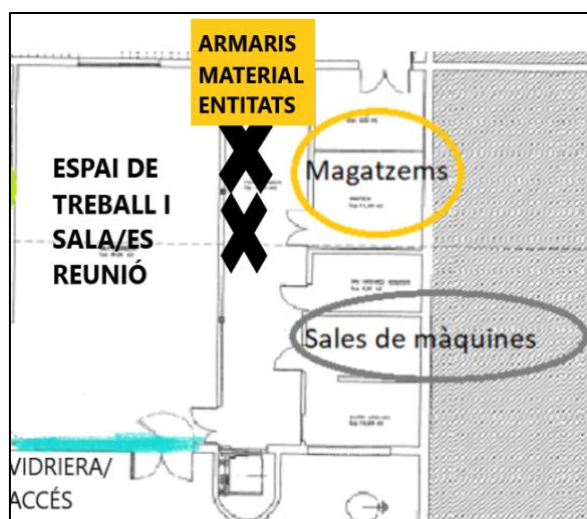 ARMARIS
MATERIAL
ENTITATS
ESPAI DE
TREBALL I
SALA/ES
REUNIÓ
Magatzems
Sales de màquines
VIDRIERA/
ACCÉS